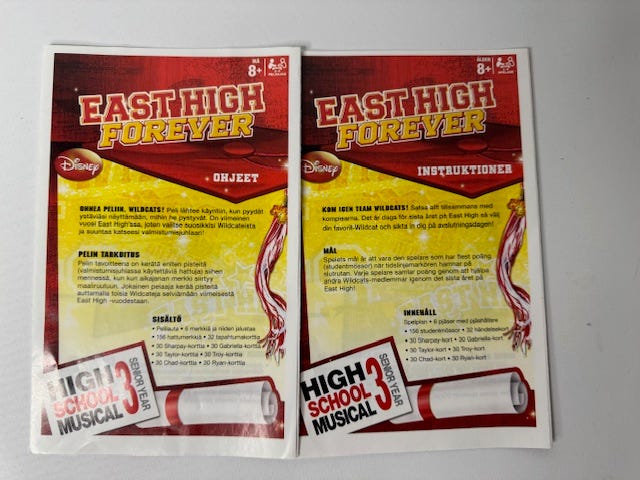 IKÄ
8+
PELAAJAA
EAST HIGH
FOREVER
Disney
OHJEET
ONNEA PELIIN, WILDCATS! Peli lähtee käyntiin, kun pyydät
ystäväsi näyttämään, mihin he pystyvät. On viimeinen
vuosi East High'ssa, joten valitse suosikkisi Wildcateista
ja suuntaa katseesi valmistumisjuhlaan!
PELIN TARKOITUS
Pelin tavoitteena on kerätä eniten pisteitä
(valmistumisjuhlassa käytettäviä hattuja) siihen
mennessä, kun kun aikajanan merkki siirtyy
maaliruutuun. Jokainen pelaaja kerää pisteitä
auttamalla toisia Wildcateja selviämään viimeisestä
East High -vuodestaan.
SISÄLTÖ
• Pelilauta • 6 merkkiä ja niiden jalustaa
• 156 hattumerkkiä • 32 tapahtumakorttia
• 30 Sharpay-korttia • 30 Gabriella-korttia
• 30 Taylor-korttia • 30 Troy-korttia
• 30 Chad-korttia • 30 Ryan-korttia
HIGH
SCHOOL
MUSICAL
3
SENIOR YEAR
ÅLDER
8+
SPELARE
EAST HIGH
FOREVER
Disney
INSTRUKTIONER
KOM IGEN TEAM WILDCATS! Satsa allt tillsammans med
kompisarna. Det är dags för sista året på East High så välj
din favorit-Wildcat och sikta in dig på avslutningsdagen!
MÅL
Spelets mål är att vara den spelare som har flest poäng
(studentmössor) när tidslinjemarkören hamnar på
slutrutan. Varje spelare samlar poäng genom att hjälpa
andra Wildcats-medlemmar igenom det sista året på
East High!
INNEHÅLL
Spelplan • 6 pjäser med pjäshållare
• 156 studentmössor • 32 händelsekort
• 30 Sharpay-kort • 30 Gabriella-kort
• 30 Taylor-kort • 30 Troy-kort
• 30 Chad-kort • 30 Ryan-kort
HIGH
SCHOOL
MUSICAL
3
SENIOR YEAR